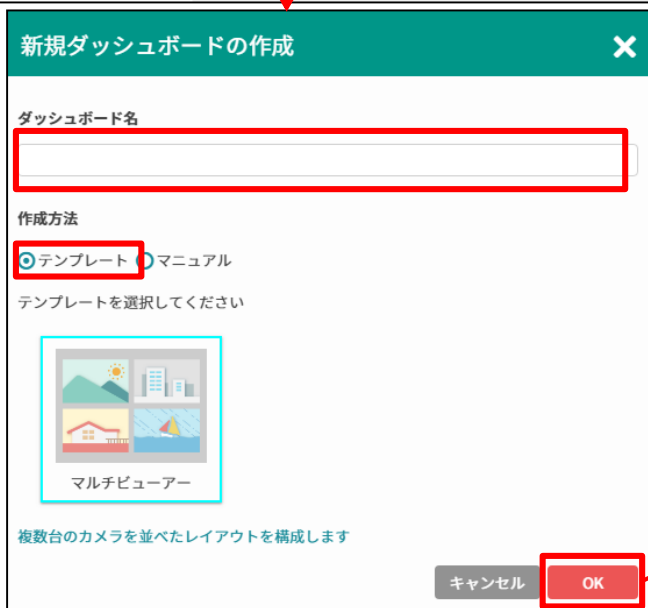 新規ダッシュボードの作成
ダッシュボード名
作成方法
テンプレート マニュアル
テンプレートを選択してください
マルチビューアー
複数台のカメラを並べたレイアウトを構成します
キャンセル OK